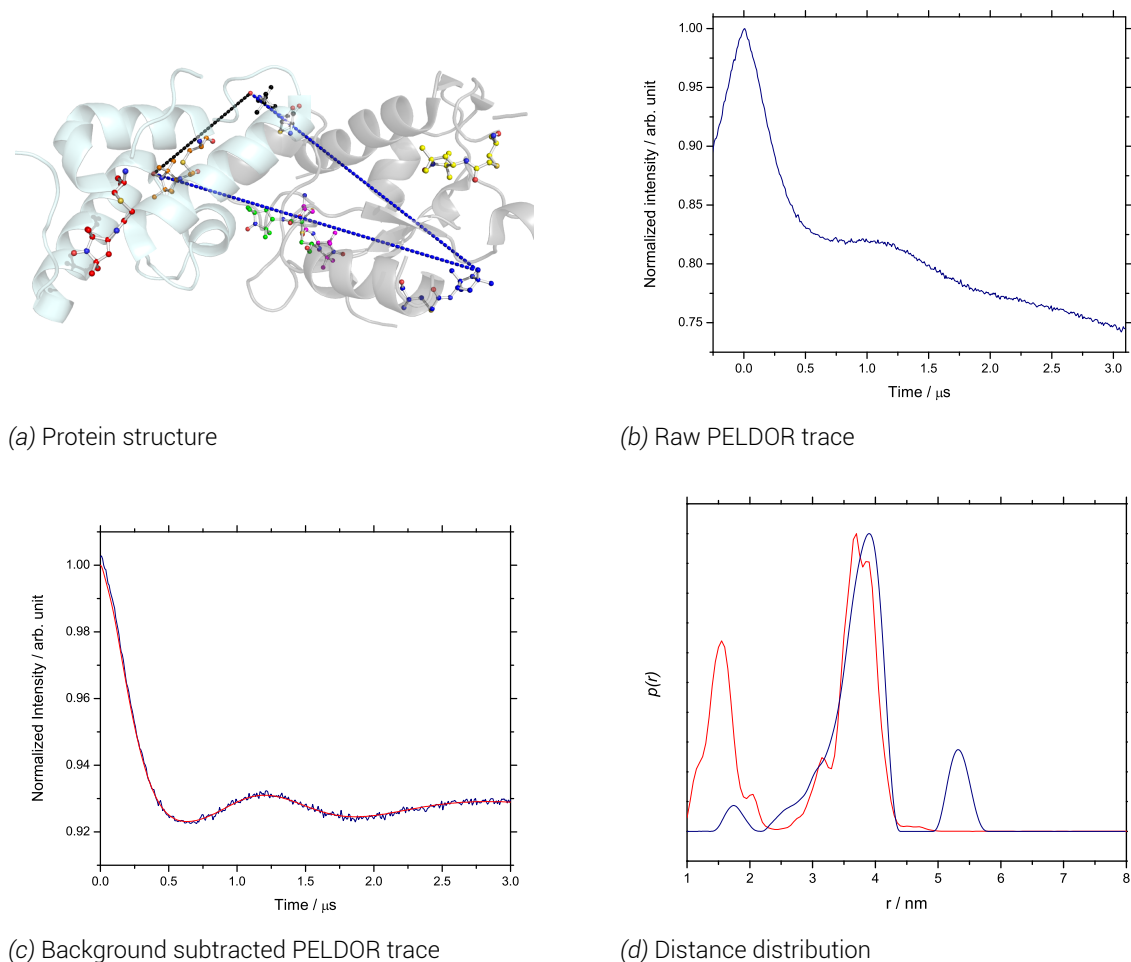 (a) Protein structure
Normalized intensity / arb. unit
1.00
0.95
0.90
0.85
0.80
0.75
0.0 0.5 1.0 1.5 2.0 2.5 3.0
Time / μs
(b) Raw PELDOR trace
Normalized Intensity / arb. unit
1.00
0.98
0.96
0.94
0.92
0.0 0.5 1.0 1.5 2.0 2.5 3.0
Time / μs
(c) Background subtracted PELDOR trace
p(r)
1 2 3 4 5 6 7 8
r / nm
(d) Distance distribution